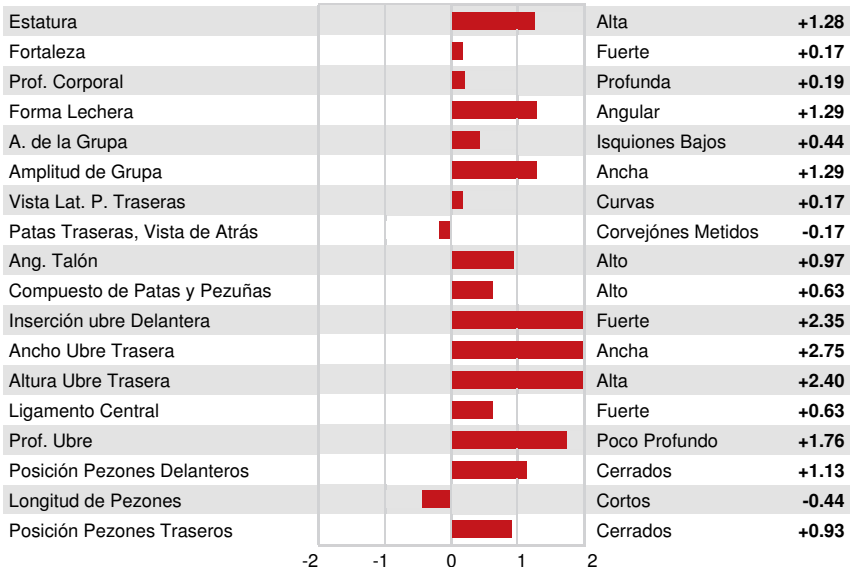 Estatura Alta +1.28
Fortaleza Fuerte +0.17
Prof. Corporal Profunda +0.19
Forma Lechera Angular +1.29
A. de la Grupa Isquiones Bajos +0.44
Amplitud de Grupa Ancha +1.29
Vista Lat. P. Traseras Curvas +0.17
Patas Traseras, Vista de Atrás Corvejónes Metidos -0.17
Ang. Talón Alto +0.97
Compuesto de Patas y Pezuñas Alto +0.63
Inserción ubre Delantera Fuerte +2.35
Ancho Ubre Trasera Ancha +2.75
Altura Ubre Trasera Alta +2.40
Ligamento Central Fuerte +0.63
Prof. Ubre Poco Profundo +1.76
Posición Pezones Delanteros Cerrados +1.13
Longitud de Pezones Cortos -0.44
Posición Pezones Traseros Cerrados +0.93
-2 -1 0 1 2